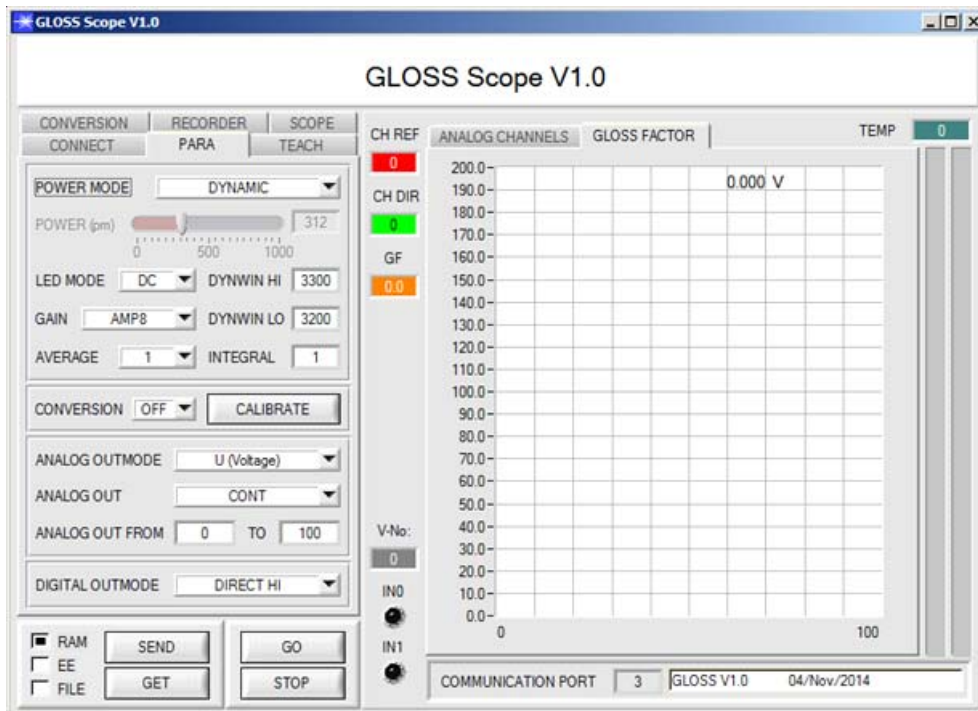 GLOSS Scope V1.0
GLOSS Scope V1.0
CONVERSION RECORDER SCOPE
CONNECT PARA TEACH
POWER MODE DYNAMIC
POWER (pm) 312
0 500 1000
LED MODE DC DYNWIN HI 3300
GAIN AMP8 DYNWIN LO 3200
AVERAGE 1 INTEGRAL 1
CONVERSION OFF CALIBRATE
ANALOG OUTMODE U (Voltage)
ANALOG OUT CONT
ANALOG OUT FROM 0 TO 100
DIGITAL OUTMODE DIRECT HI
RAM
EE
FILE
SEND GO
GET STOP
CH REF
0
CH DIR
0
GF
0.0
V-No:
0
IN0
IN1
ANALOG CHANNELS GLOSS FACTOR
TEMP 0
0.000 V
200.0
190.0
180.0
170.0
160.0
150.0
140.0
130.0
120.0
110.0
100.0
90.0
80.0
70.0
60.0
50.0
40.0
30.0
20.0
10.0
0.0
0 100
COMMUNICATION PORT 3 GLOSS V1.0 04/Nov/2014